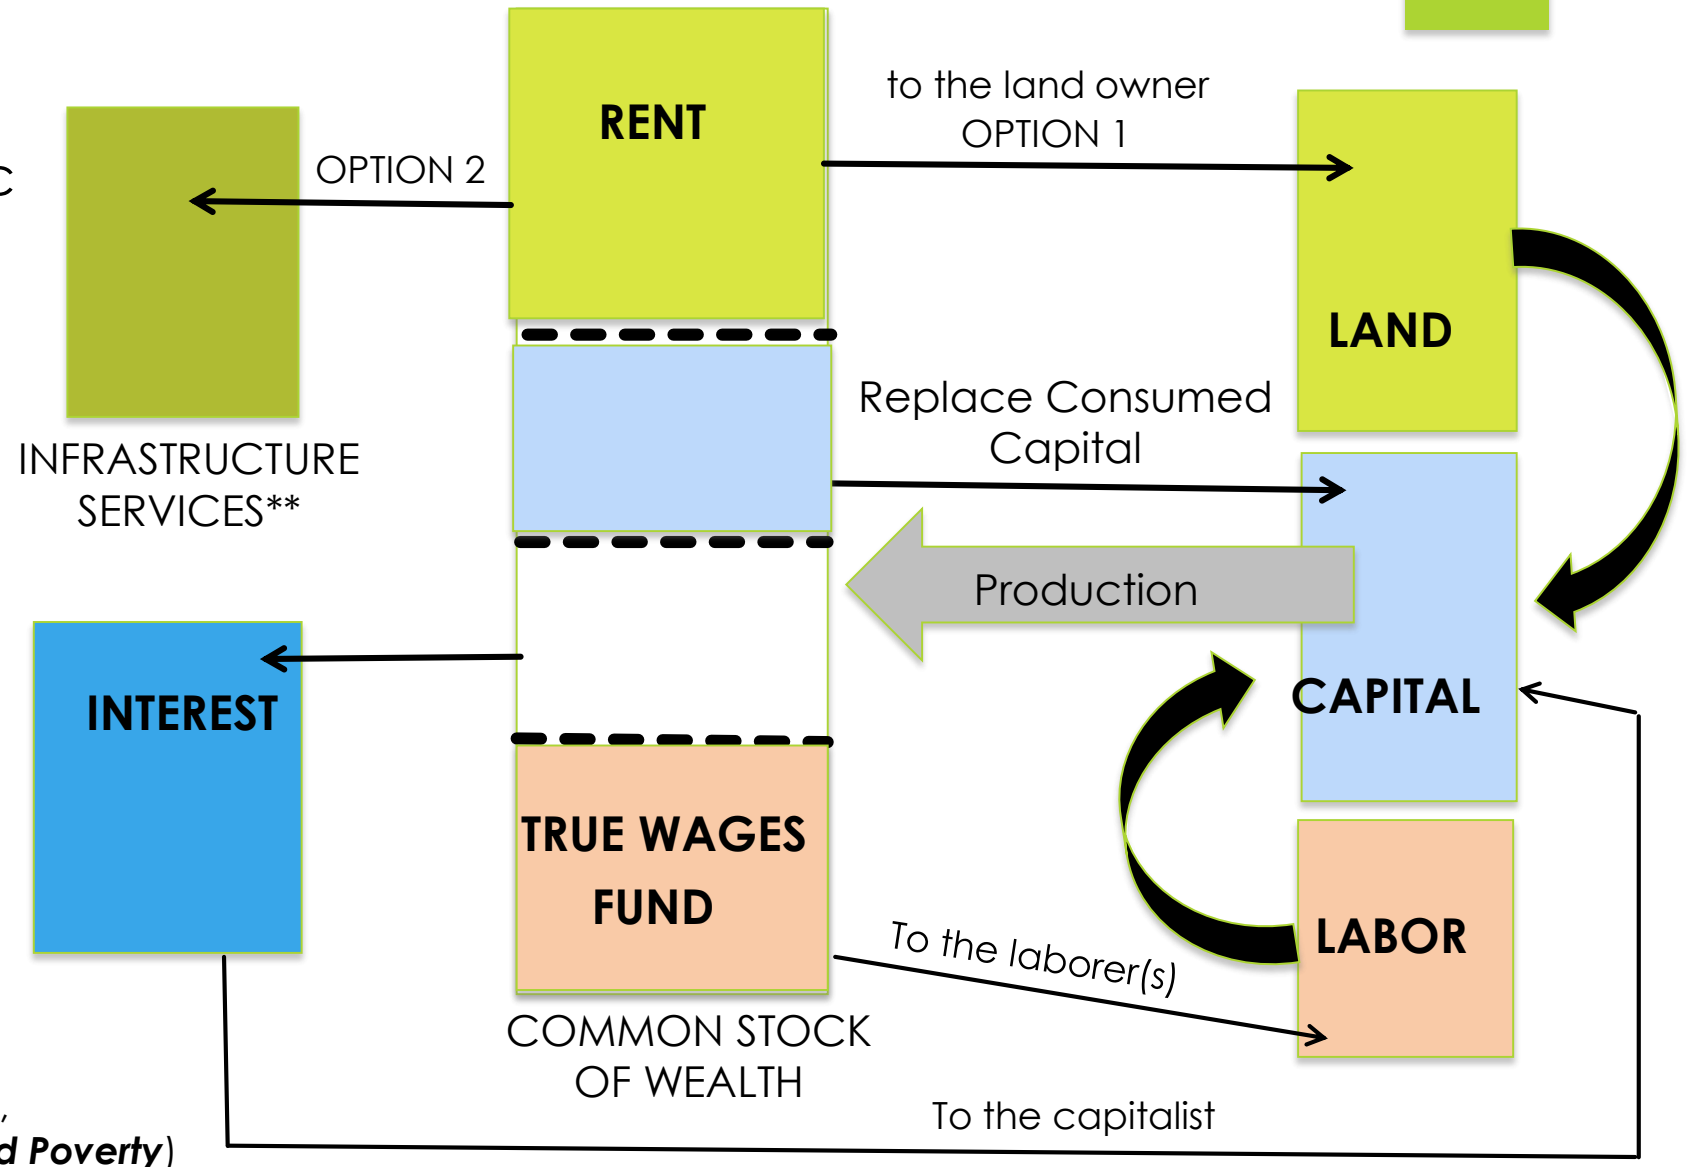 to the land owner
OPTION 1
RENT
OPTION 2
C
LAND
Replace Consumed
Capital
INFRASTRUCTURE
SERVICES**
Production
INTEREST
CAPITAL
TRUE WAGES
FUND
To the laborer(s)
LABOR
COMMON STOCK
OF WEALTH
To the capitalist
,
d Poverty)